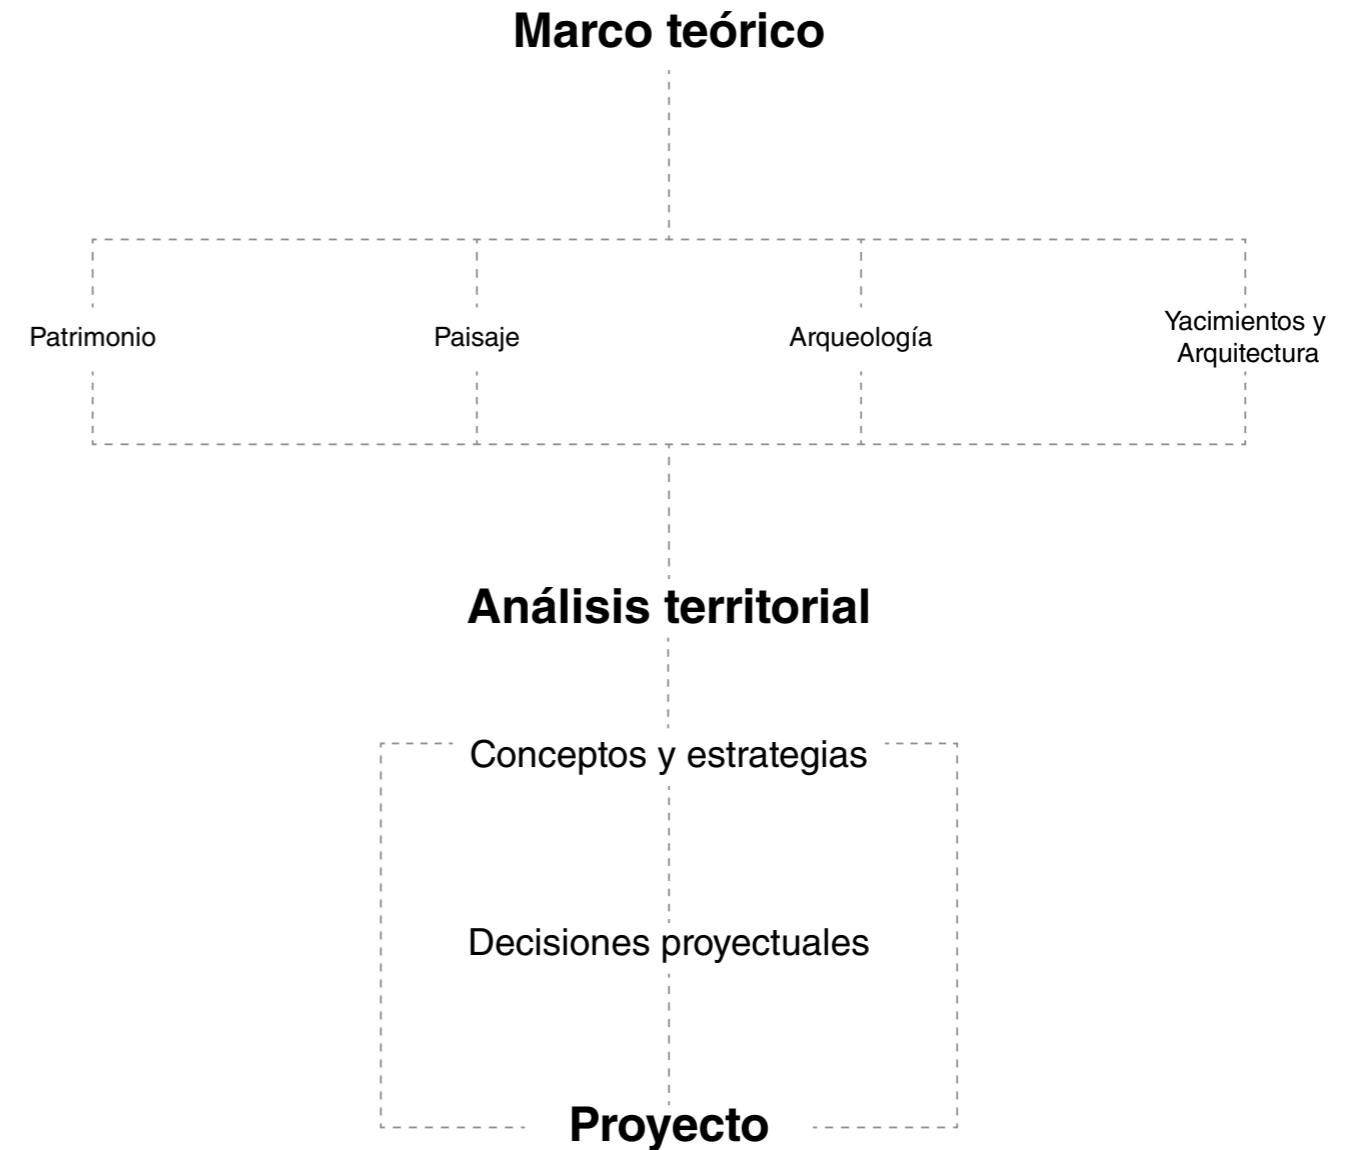 Marco teórico
Patrimonio
Paisaje
Arqueología
Yacimientos y
Arquitectura
Análisis territorial
Conceptos y estrategias
Decisiones proyectuales
Proyecto